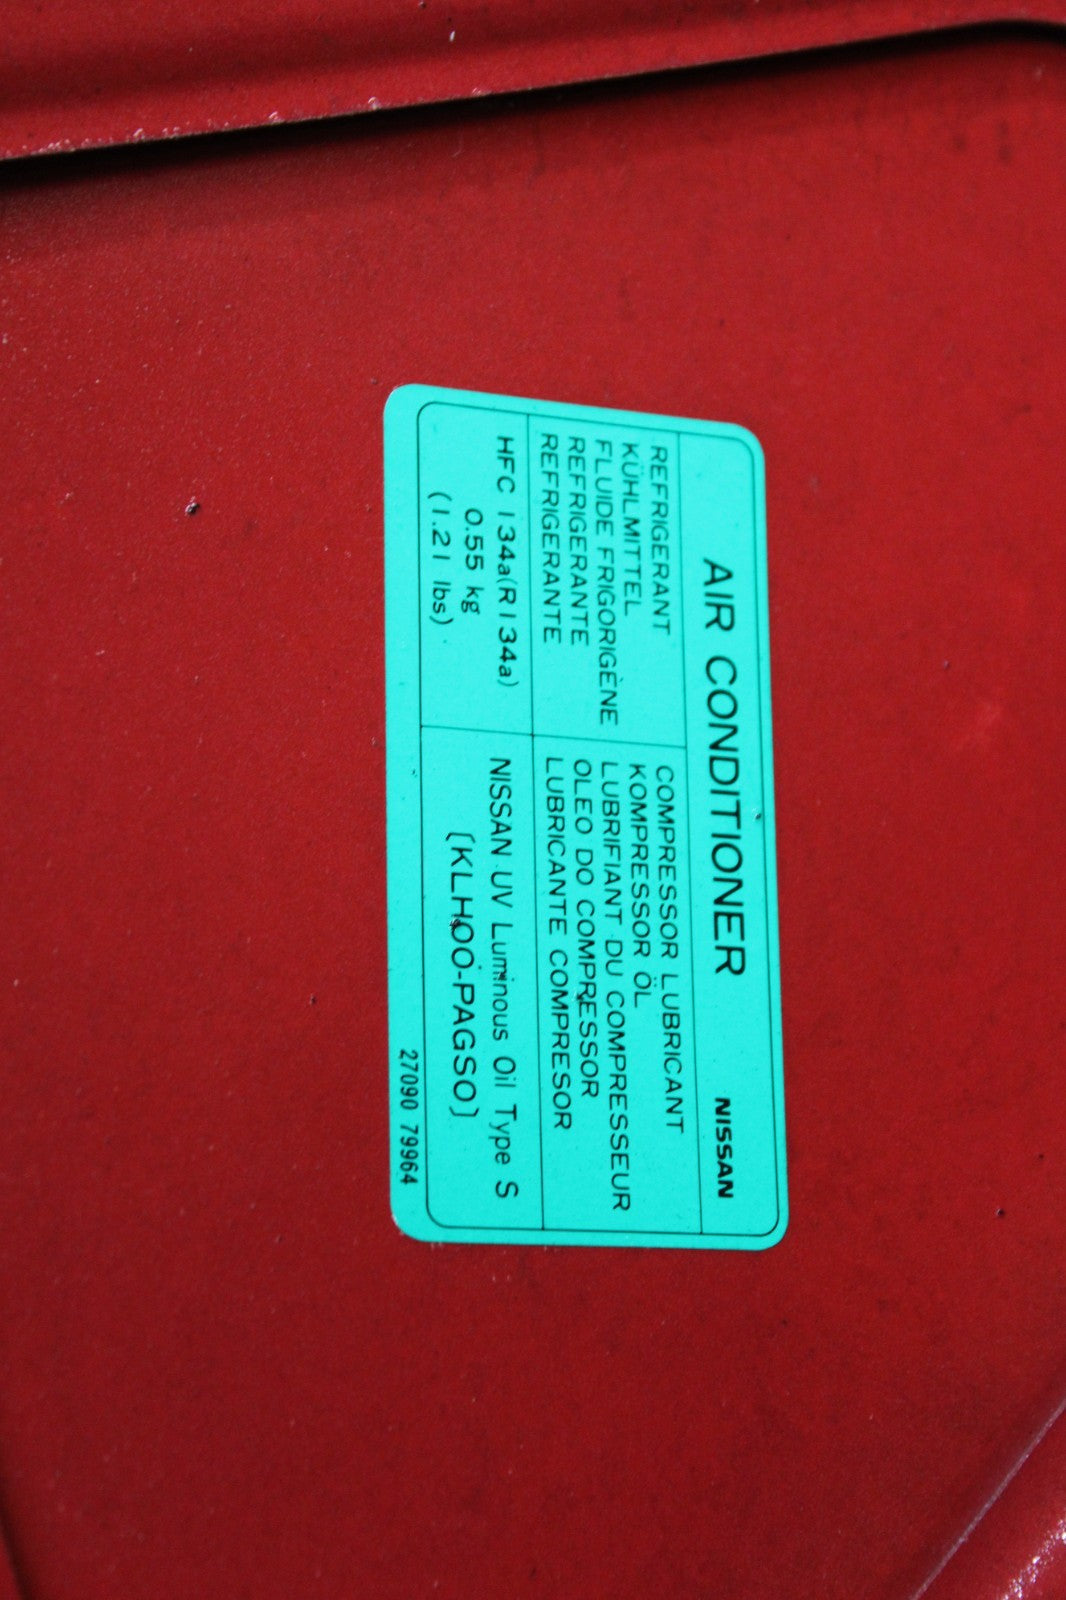 AIR CONDITIONER NISSAN
REFRIGERANT
KÜHLMITTEL
FLUIDE FRIGORIGÈNE
REFRIGERANTE
REFRIGERANTE
COMPRESSOR LUBRICANT
KOMPRESSOR ÖL
LUBRIFIANT DU COMPRESSEUR
OLEO DO COMPRESSOR
LUBRICANTE COMPRESOR
HFC 134a(R134a)
0.55 kg
(1.21 lbs)
NISSAN UV Luminous Oil Type S
[KLH00-PAGS0]
27090 79964